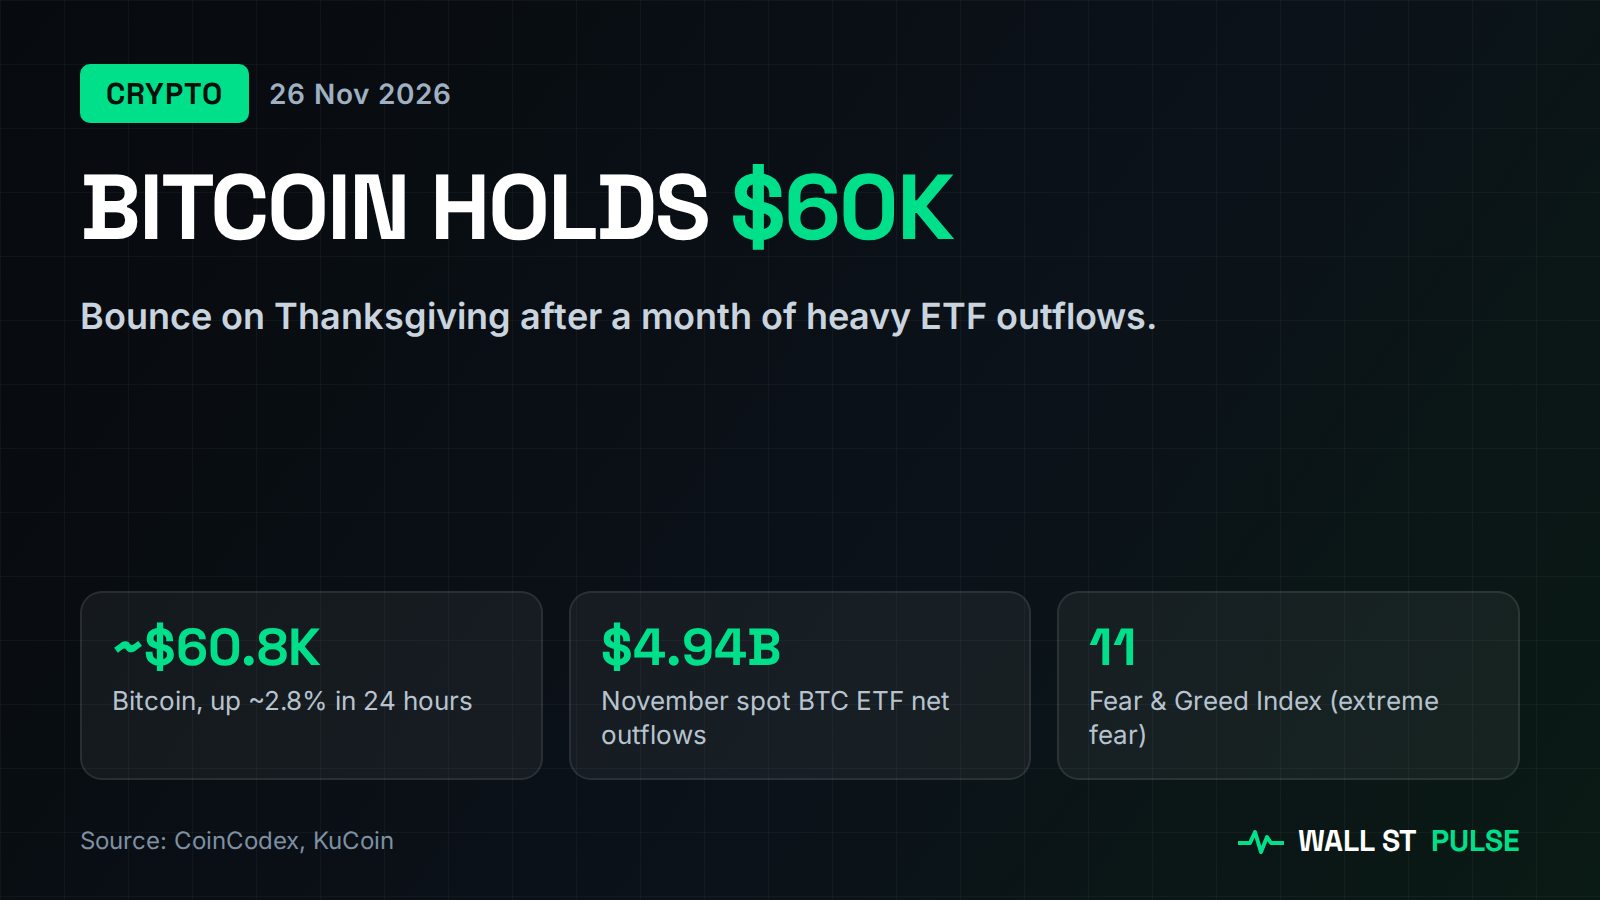 CRYPTO 26 Nov 2026
BITCOIN HOLDS $60K
Bounce on Thanksgiving after a month of heavy ETF outflows.
~$60.8K
Bitcoin, up ~2.8% in 24 hours
$4.94B
November spot BTC ETF net
outflows
11
Fear & Greed Index (extreme
fear)
Source: CoinCodex, KuCoin
WALL ST PULSE